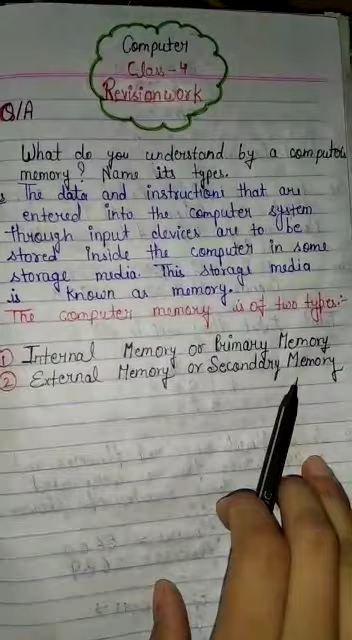 Computer
Class-4
Revision work
Q/A
What do you understand by a computer
memory? Name its types.
The data and instructions that are
entered into the computer system
through input devices are to be
stored inside the computer in some
storage media. This storage media
is known as memory.
The computer memory is of two types:-
① Internal Memory or Primary Memory
② External Memory or Secondary Memory